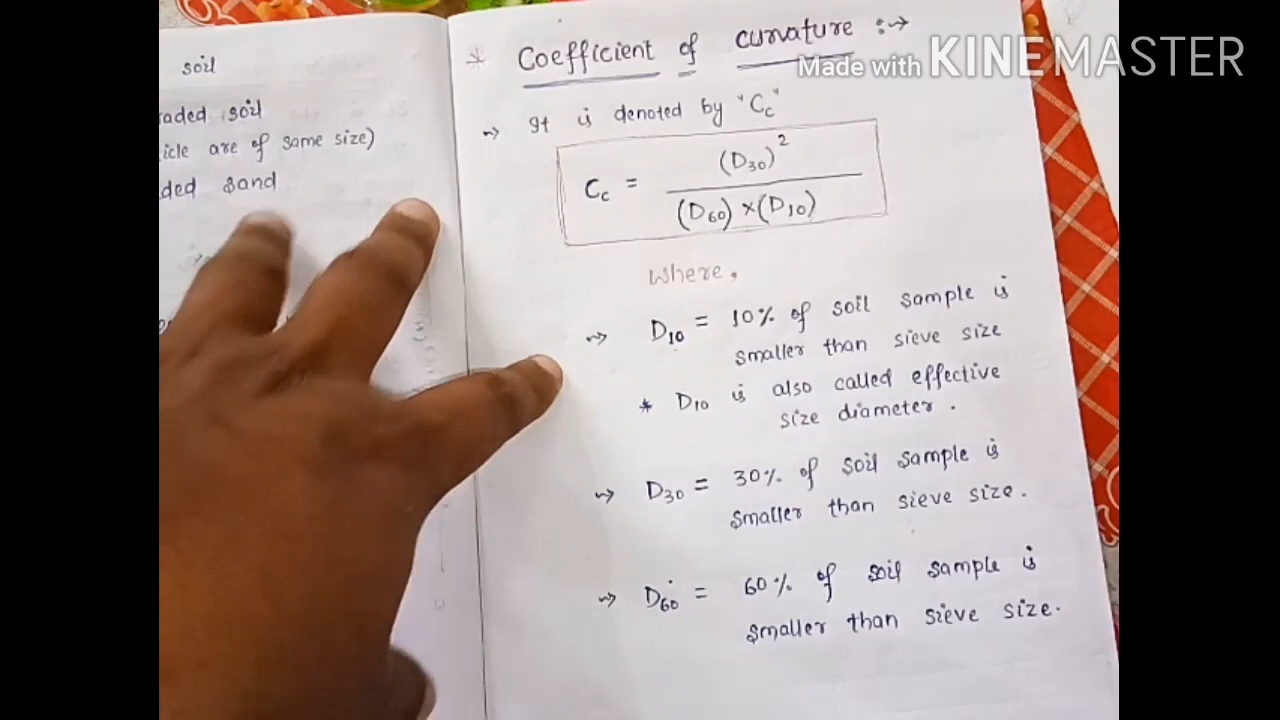 soil
aded soil
icle are of same size)
ded sand
* Coefficient of curvature :→
Made with KINEMASTER
→ It is denoted by "Cc"
Cc = (D30)² / (D60) × (D10)
where,
→ D10 = 10% of soil sample is
smaller than sieve size
* D10 is also called effective
size diameter.
→ D30 = 30% of soil sample is
smaller than sieve size.
→ D60 = 60% of soil sample is
smaller than sieve size.